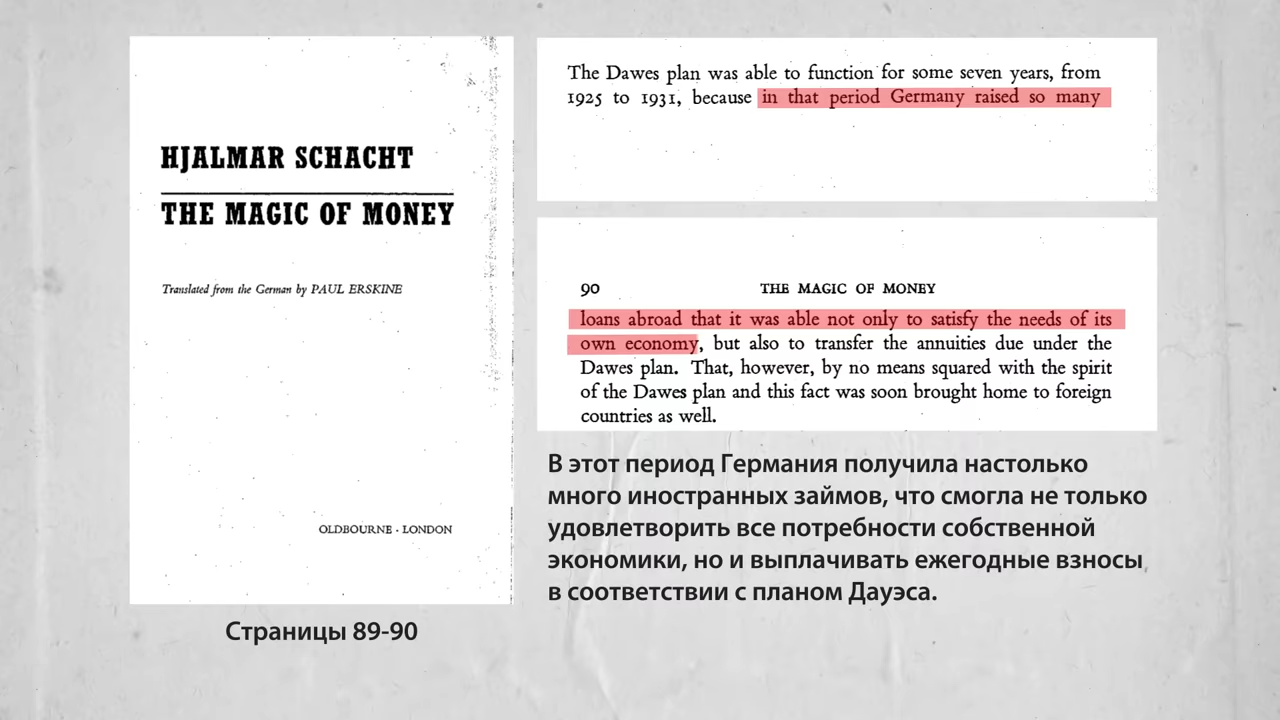 HJALMAR SCHACHT
THE MAGIC OF MONEY
Translated from the German by PAUL ERSKINE
OLDBOURNE · LONDON
Страницы 89-90
The Dawes plan was able to function for some seven years, from
1925 to 1931, because in that period Germany raised so many
90 THE MAGIC OF MONEY
loans abroad that it was able not only to satisfy the needs of its
own economy, but also to transfer the annuities due under the
Dawes plan. That, however, by no means squared with the spirit
of the Dawes plan and this fact was soon brought home to foreign
countries as well.
В этот период Германия получила настолько
много иностранных займов, что смогла не только
удовлетворить все потребности собственной
экономики, но и выплачивать ежегодные взносы
в соответствии с планом Дауэса.